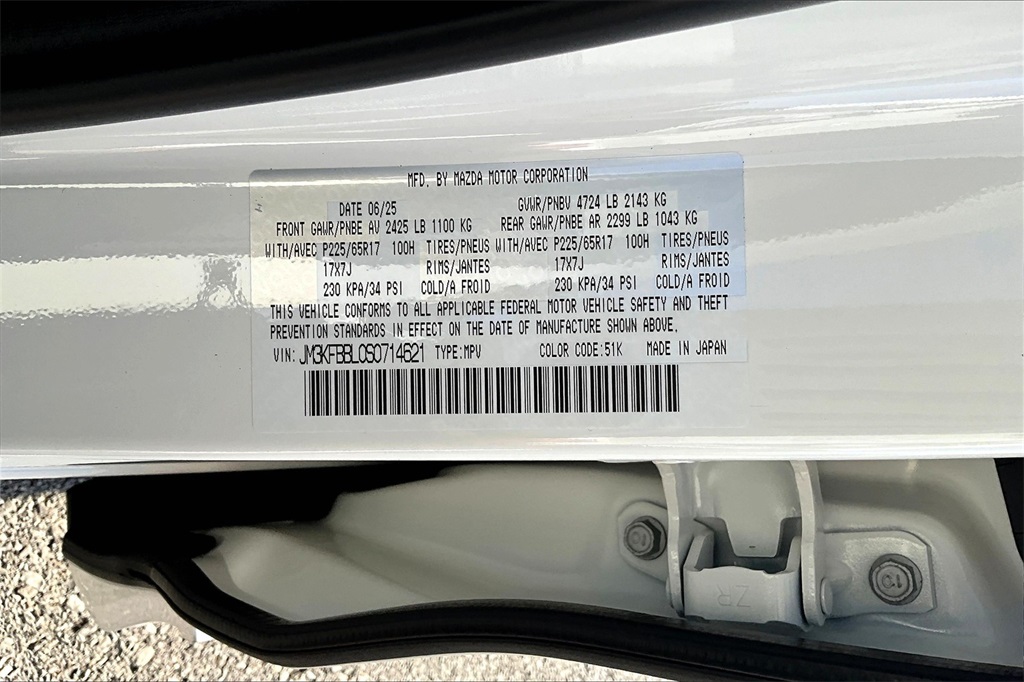 MFD. BY MAZDA MOTOR CORPORATION
DATE 06/25 GVWR/PNBV 4724 LB 2143 KG
FRONT GAWR/PNBE AV 2425 LB 1100 KG REAR GAWR/PNBE AR 2299 LB 1043 KG
WITH/AVEC P225/65R17 100H TIRES/PNEUS WITH/AVEC P225/65R17 100H TIRES/PNEUS
17X7J RIMS/JANTES 17X7J RIMS/JANTES
230 KPA/34 PSI COLD/A FROID 230 KPA/34 PSI COLD/A FROID
THIS VEHICLE CONFORMS TO ALL APPLICABLE FEDERAL MOTOR VEHICLE SAFETY AND THEFT
PREVENTION STANDARDS IN EFFECT ON THE DATE OF MANUFACTURE SHOWN ABOVE.
VIN: JM3KFBBL0S0714621 TYPE:MPV COLOR CODE:51K MADE IN JAPAN
ZR